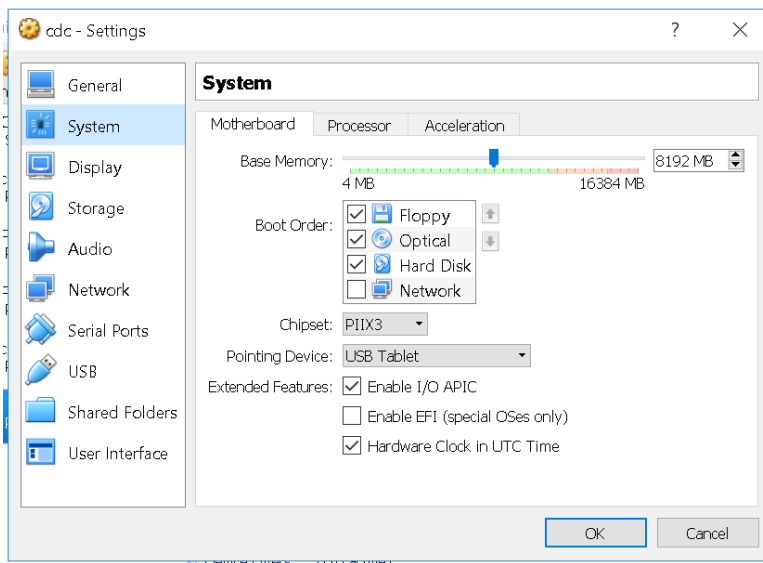 cdc - Settings
General
System
Display
Storage
Audio
Network
Serial Ports
USB
Shared Folders
User Interface
System
Motherboard Processor Acceleration
Base Memory: 8192 MB
4 MB 16384 MB
Boot Order: Floppy
Optical
Hard Disk
Network
Chipset: PIIX3
Pointing Device: USB Tablet
Extended Features: Enable I/O APIC
Enable EFI (special OSes only)
Hardware Clock in UTC Time
OK Cancel